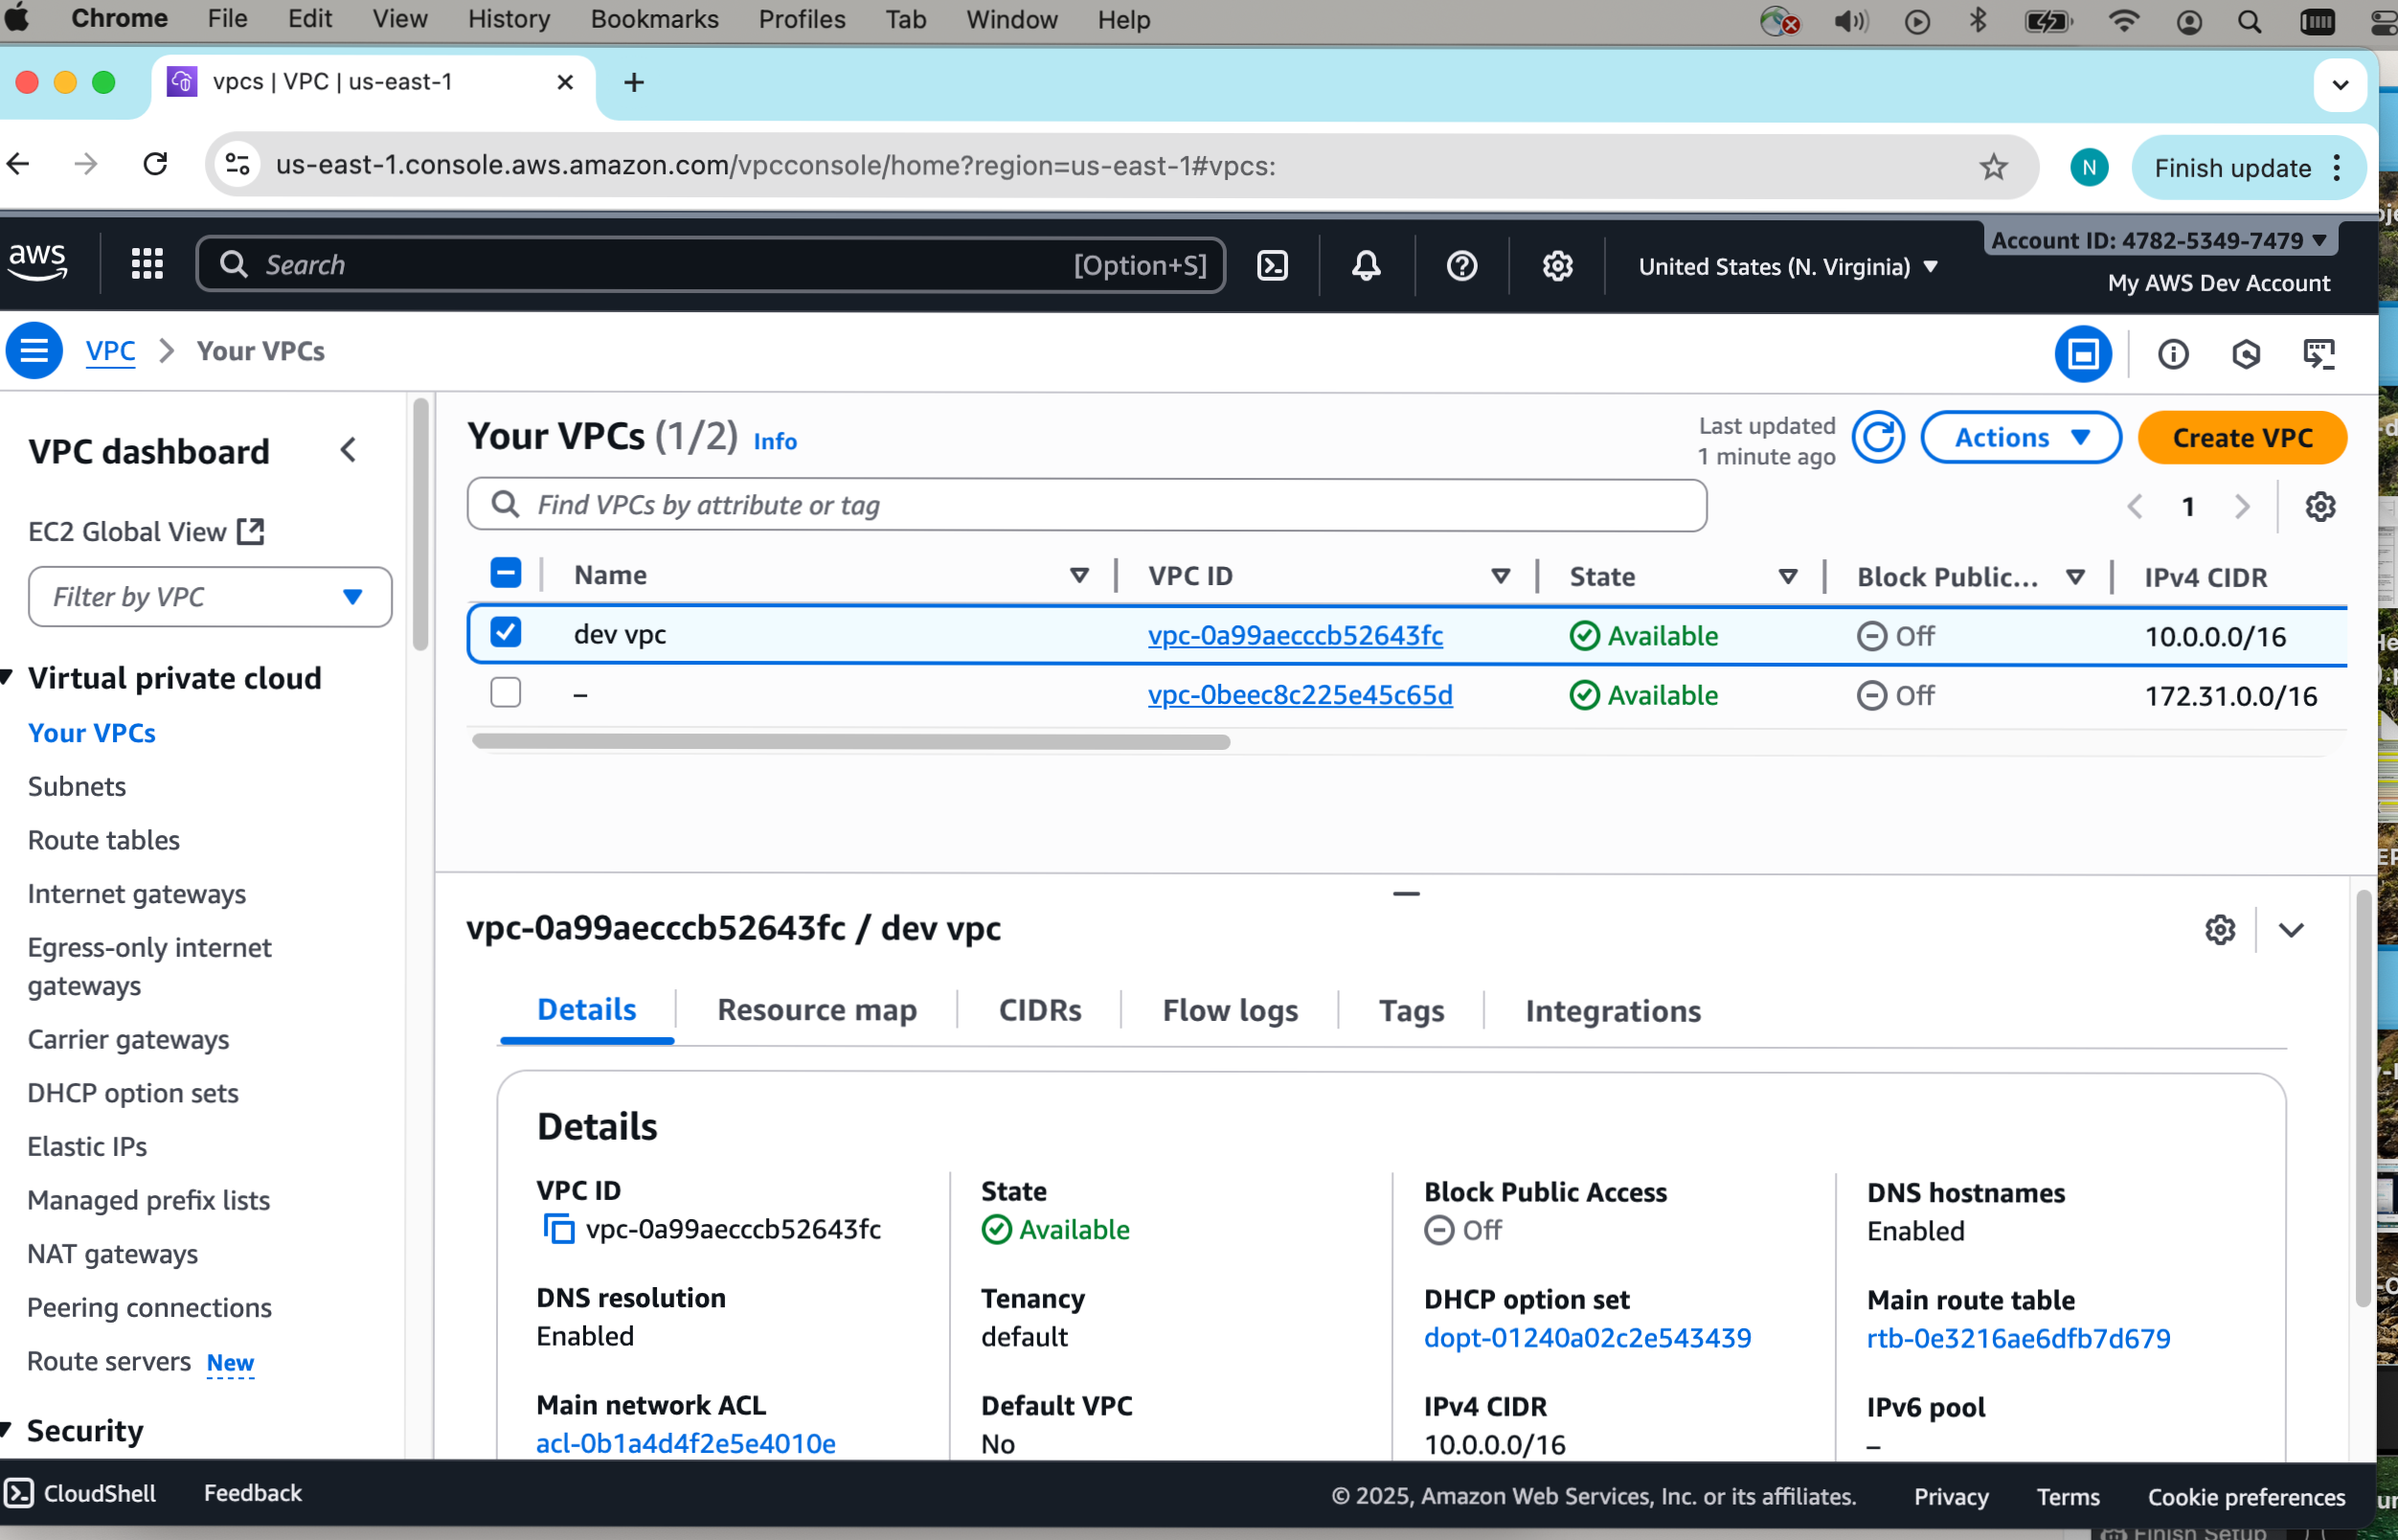 Chrome File Edit View History Bookmarks Profiles Tab Window Help
vpcs | VPC | us-east-1
us-east-1.console.aws.amazon.com/vpcconsole/home?region=us-east-1#vpcs:
N
Finish update
aws
Search
[Option+S]
United States (N. Virginia)
Account ID: 4782-5349-7479
My AWS Dev Account
VPC
Your VPCs
VPC dashboard
EC2 Global View
Filter by VPC
Virtual private cloud
Your VPCs
Subnets
Route tables
Internet gateways
Egress-only internet
gateways
Carrier gateways
DHCP option sets
Elastic IPs
Managed prefix lists
NAT gateways
Peering connections
Route servers New
Security
Your VPCs (1/2) Info
Last updated
1 minute ago
Actions
Create VPC
Find VPCs by attribute or tag
1
Name VPC ID State Block Public... IPv4 CIDR
dev vpc vpc-0a99aecccb52643fc Available Off 10.0.0.0/16
– vpc-0beec8c225e45c65d Available Off 172.31.0.0/16
vpc-0a99aecccb52643fc / dev vpc
Details Resource map CIDRs Flow logs Tags Integrations
Details
VPC ID
vpc-0a99aecccb52643fc
State
Available
Block Public Access
Off
DNS hostnames
Enabled
DNS resolution
Enabled
Tenancy
default
DHCP option set
dopt-01240a02c2e543439
Main route table
rtb-0e3216ae6dfb7d679
Main network ACL
acl-0b1a4d4f2e5e4010e
Default VPC
No
IPv4 CIDR
10.0.0.0/16
IPv6 pool
–
CloudShell Feedback
© 2025, Amazon Web Services, Inc. or its affiliates. Privacy Terms Cookie preferences
Finish Setup